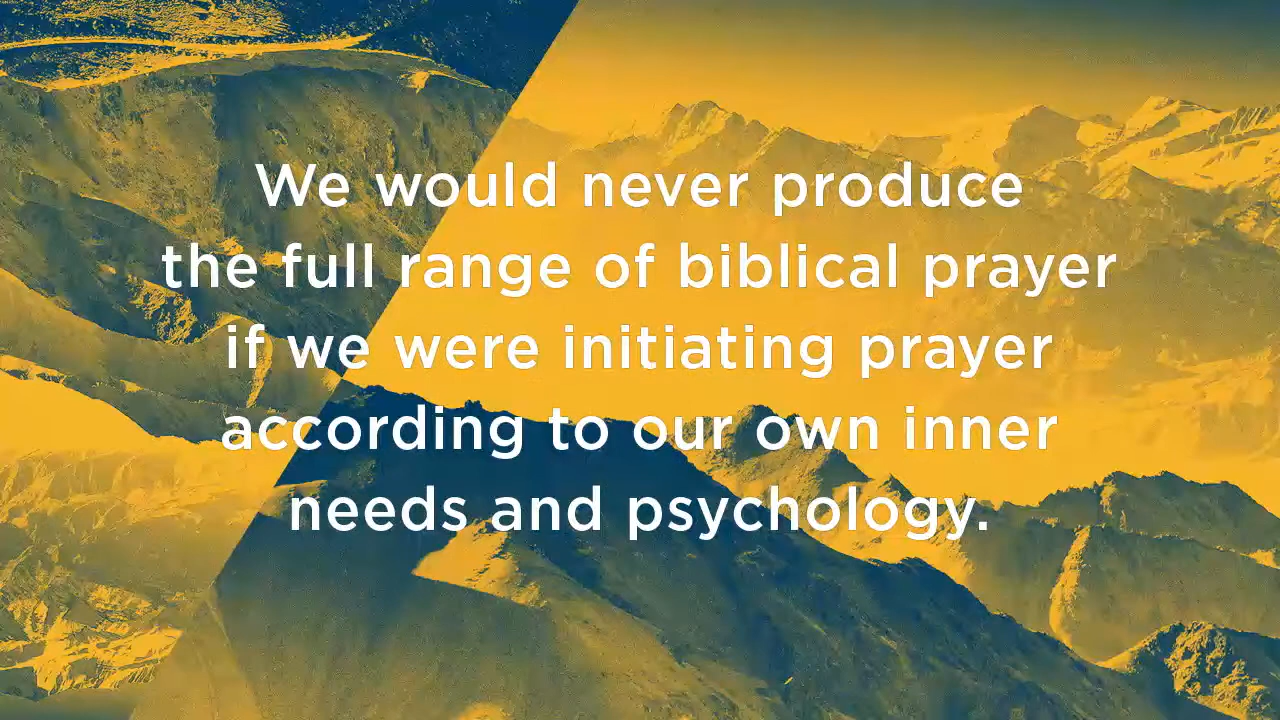 We would never produce
the full range of biblical prayer
if we were initiating prayer
according to our own inner
needs and psychology.